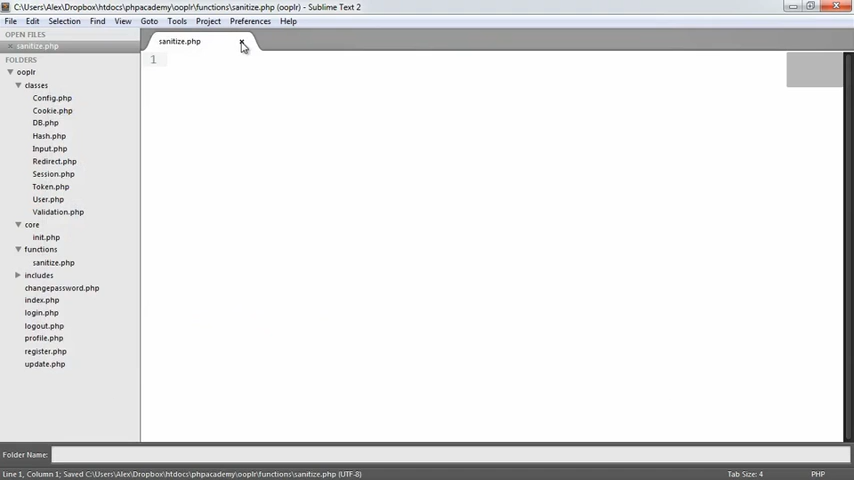 C:\Users\Alex\Dropbox\htdocs\phpacademy\ooplr\functions\sanitize.php (ooplr) - Sublime Text 2
File Edit Selection Find View Goto Tools Project Preferences Help
OPEN FILES
sanitize.php
sanitize.php
FOLDERS
1
ooplr
classes
Config.php
Cookie.php
DB.php
Hash.php
Input.php
Redirect.php
Session.php
Token.php
User.php
Validation.php
core
init.php
functions
sanitize.php
includes
changepassword.php
index.php
login.php
logout.php
profile.php
register.php
update.php
Folder Name:
Line 1, Column 1; Saved C:\Users\Alex\Dropbox\htdocs\phpacademy\ooplr\functions\sanitize.php (UTF-8) Tab Size: 4 PHP